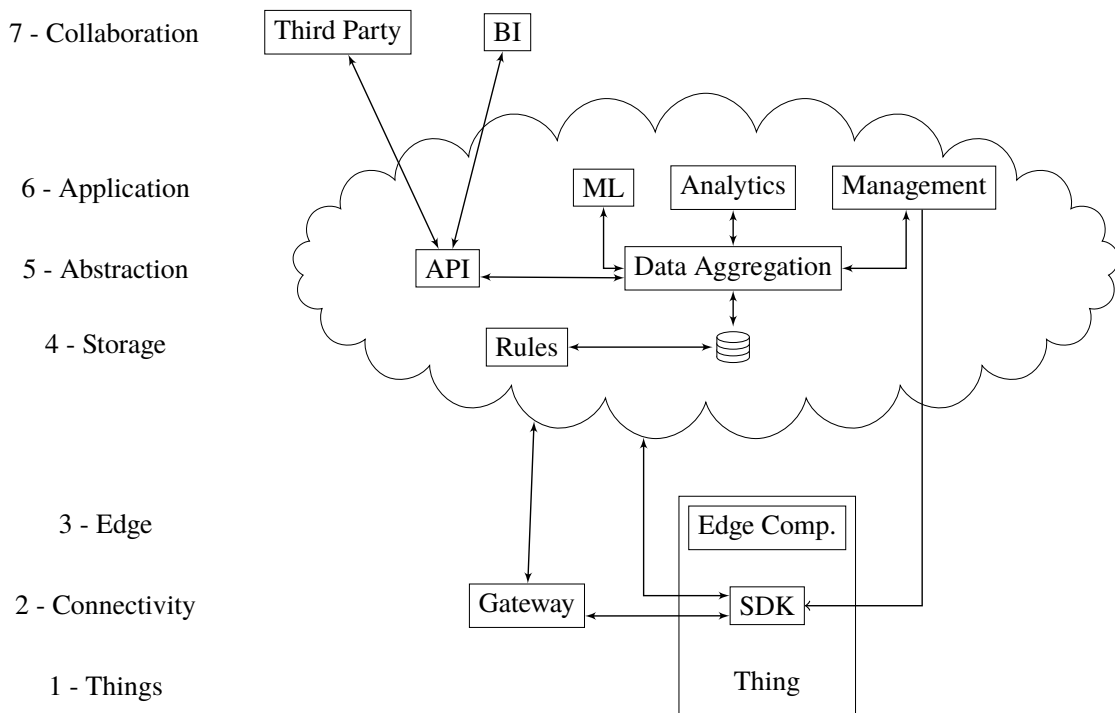 7 - Collaboration
Third Party
BI
6 - Application
ML
Analytics
Management
5 - Abstraction
API
Data Aggregation
4 - Storage
Rules
3 - Edge
Edge Comp.
2 - Connectivity
Gateway
SDK
1 - Things
Thing